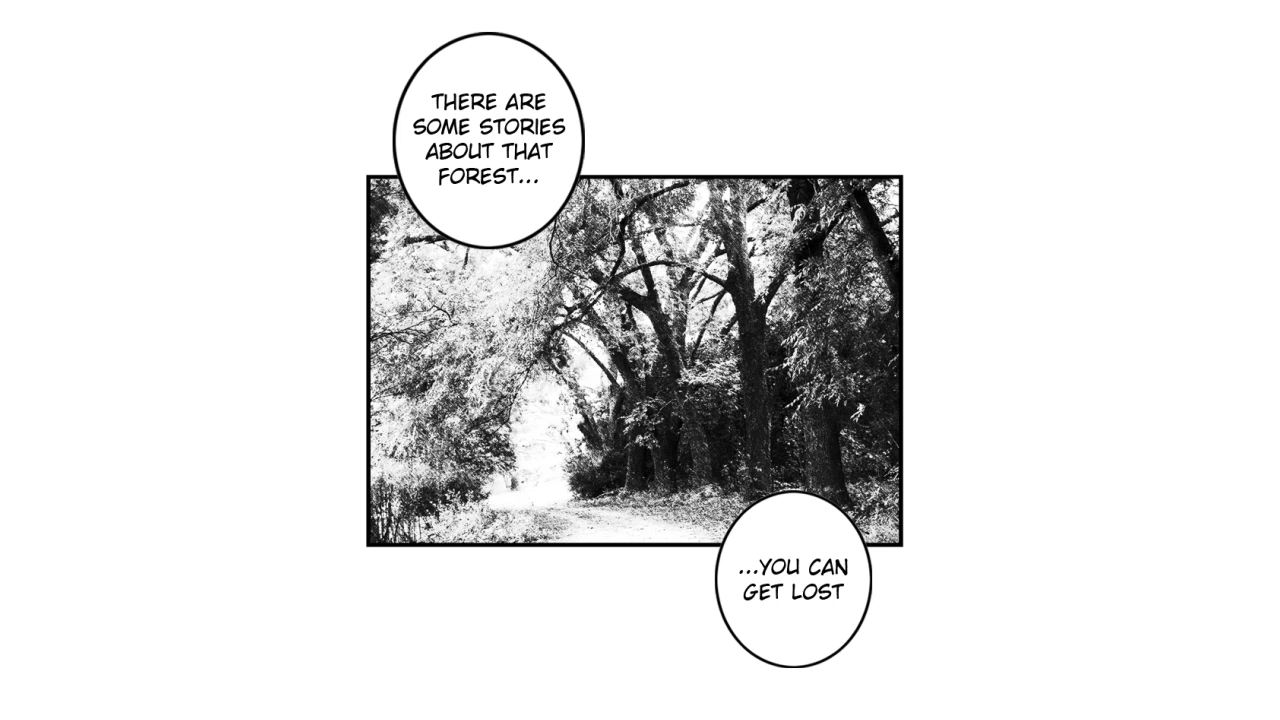 THERE ARE
SOME STORIES
ABOUT THAT
FOREST...
...YOU CAN
GET LOST